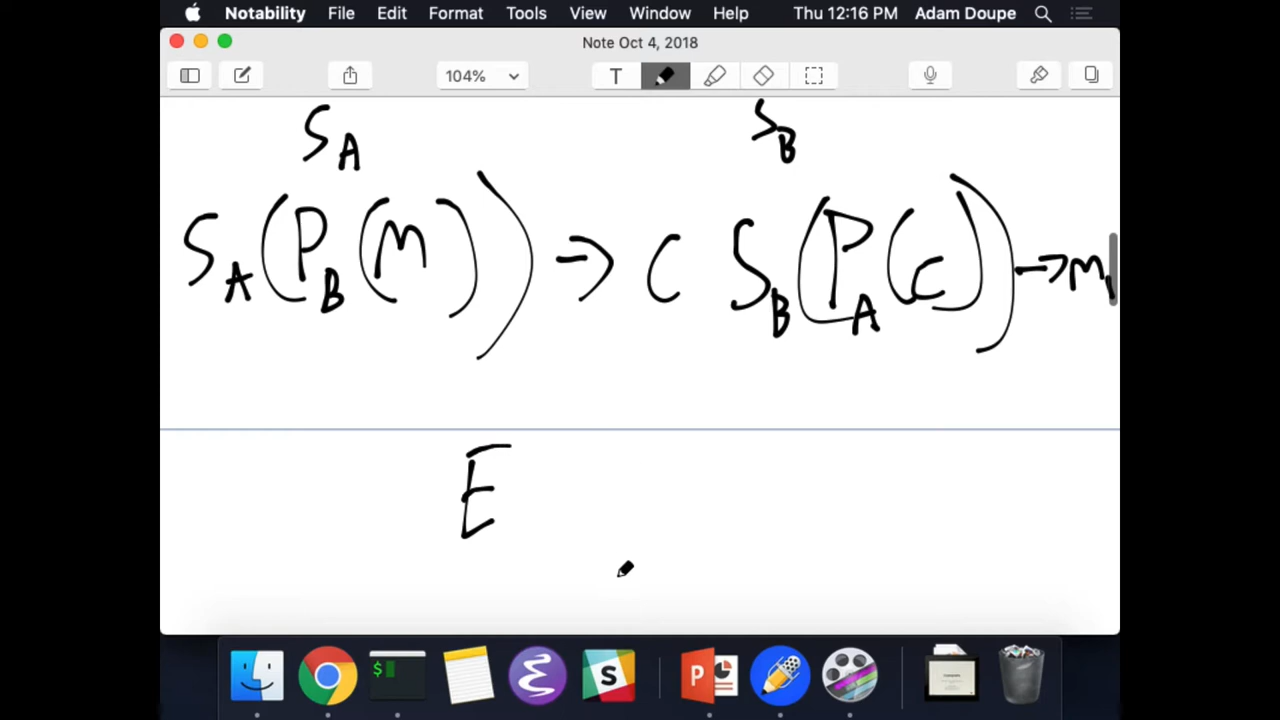 Notability File Edit Format Tools View Window Help Thu 12:16 PM Adam Doupe
Note Oct 4, 2018
104% T
S_A S_B
S_A(P_B(M)) -> C S_B(P_A(C)) -> M
E
$ S P